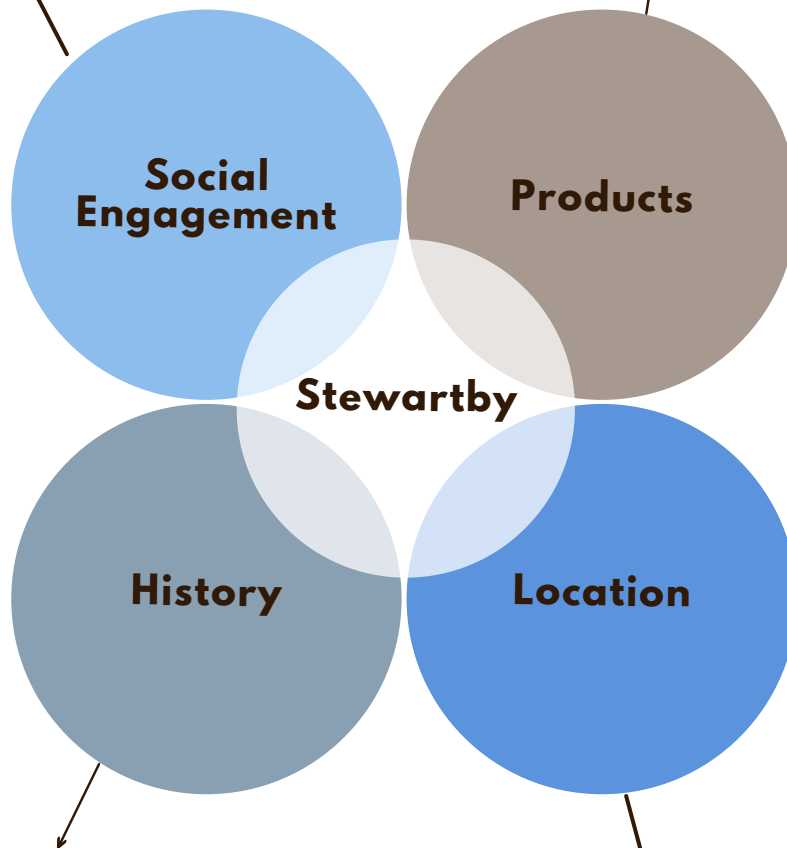 Social
Engagement
Products
Stewartby
History
Location